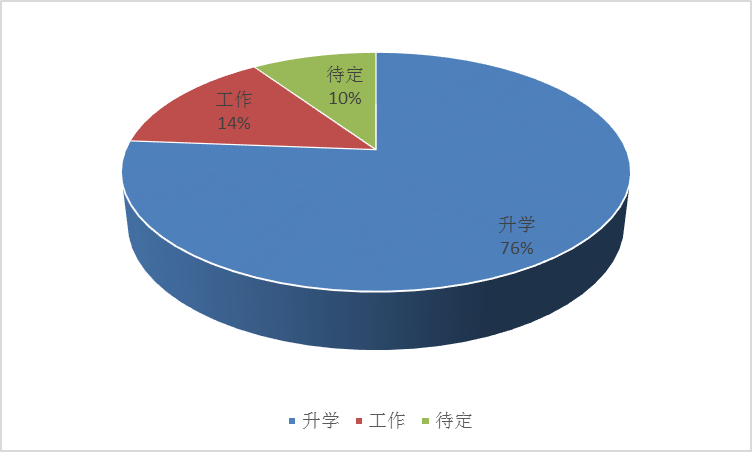 待定
10%
工作
14%
升学
76%
升学 工作 待定